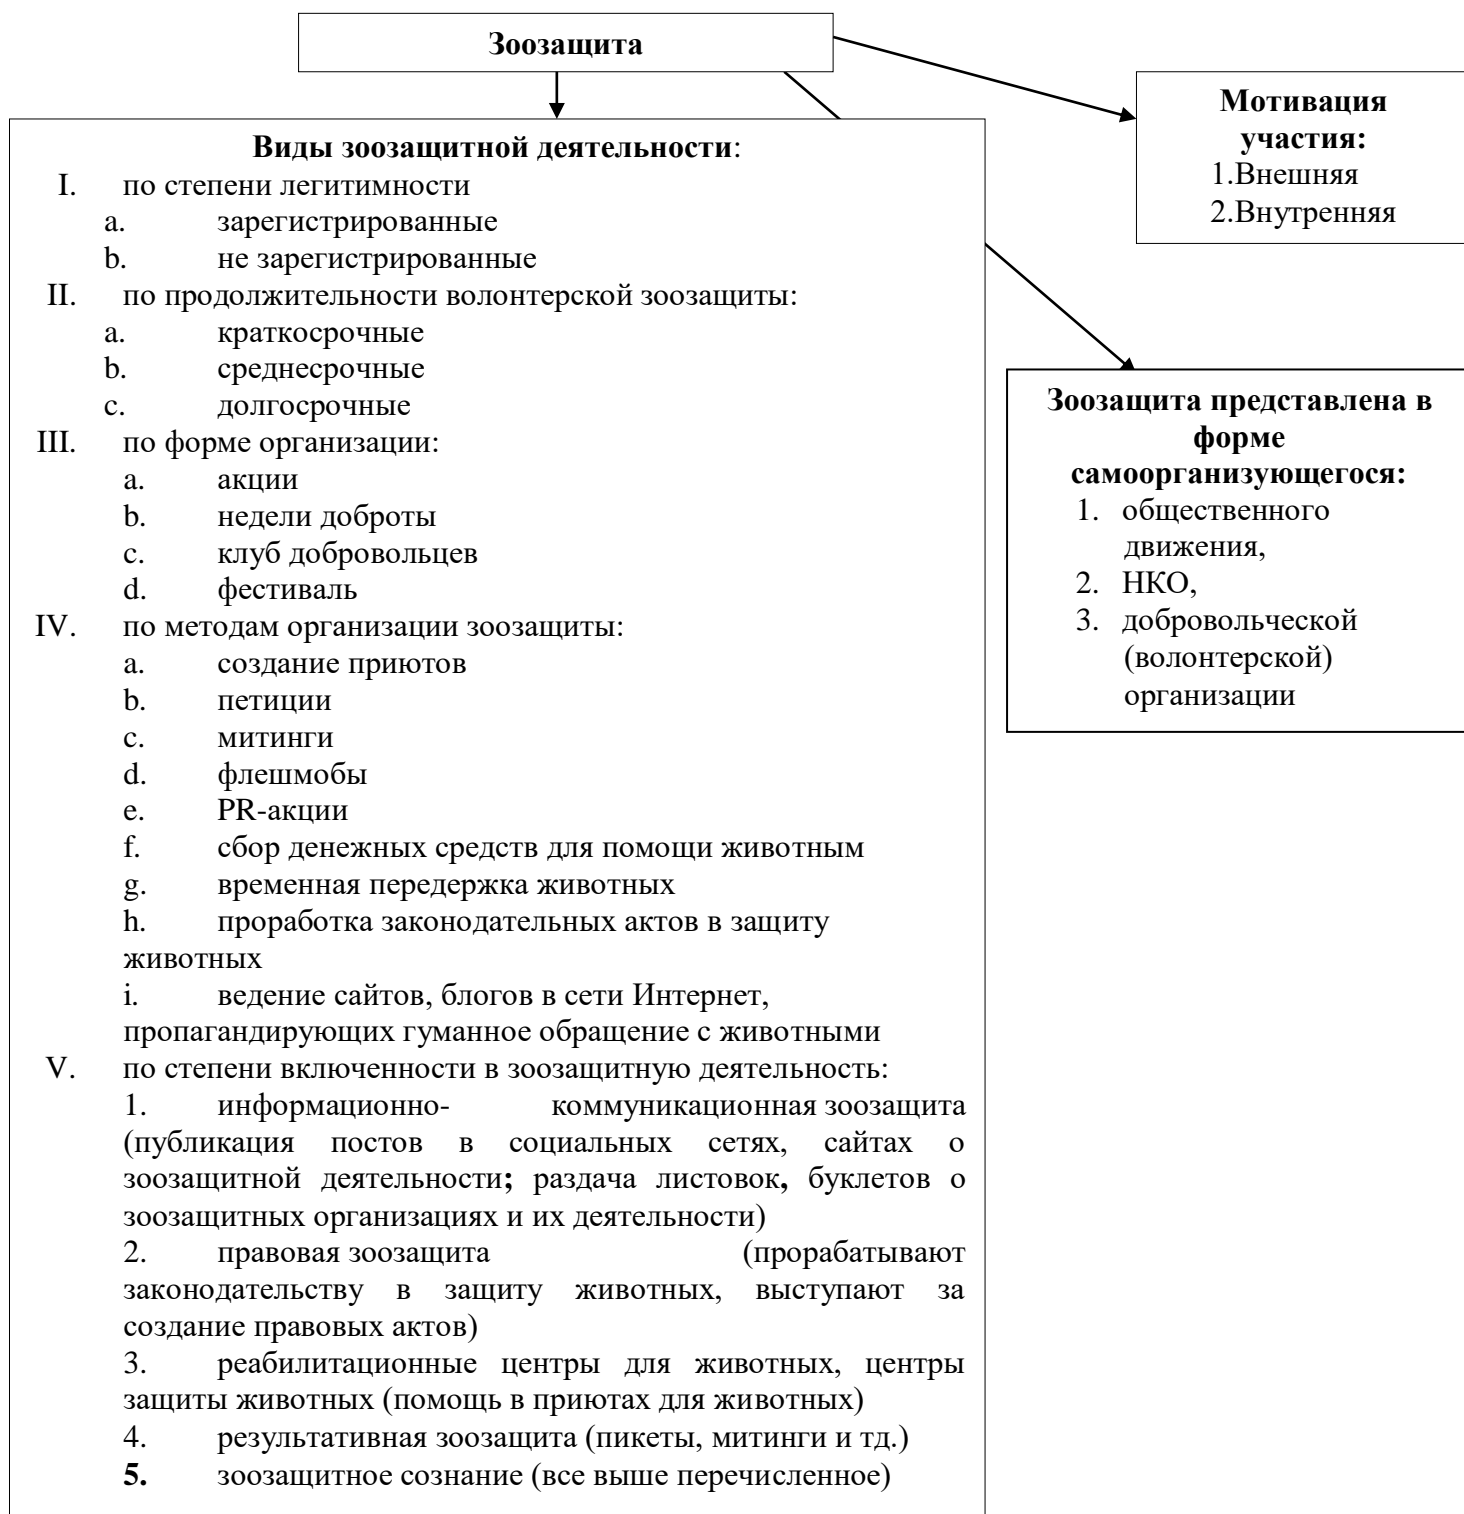 Зоозащита
Виды зоозащитной деятельности:
I. по степени легитимности
a. зарегистрированные
b. не зарегистрированные
II. по продолжительности волонтерской зоозащиты:
a. краткосрочные
b. среднесрочные
c. долгосрочные
III. по форме организации:
a. акции
b. недели доброты
c. клуб добровольцев
d. фестиваль
IV. по методам организации зоозащиты:
a. создание приютов
b. петиции
c. митинги
d. флешмобы
e. PR-акции
f. сбор денежных средств для помощи животным
g. временная передержка животных
h. проработка законодательных актов в защиту
животных
i. ведение сайтов, блогов в сети Интернет,
пропагандирующих гуманное обращение с животными
V. по степени включенности в зоозащитную деятельность:
1. информационно- коммуникационная зоозащита
(публикация постов в социальных сетях, сайтах о
зоозащитной деятельности; раздача листовок, буклетов о
зоозащитных организациях и их деятельности)
2. правовая зоозащита (прорабатывают
законодательству в защиту животных, выступают за
создание правовых актов)
3. реабилитационные центры для животных, центры
защиты животных (помощь в приютах для животных)
4. результативная зоозащита (пикеты, митинги и тд.)
5. зоозащитное сознание (все выше перечисленное)
Мотивация
участия:
1.Внешняя
2.Внутренняя
Зоозащита представлена в
форме
самоорганизующегося:
1. общественного
движения,
2. НКО,
3. добровольческой
(волонтерской)
организации